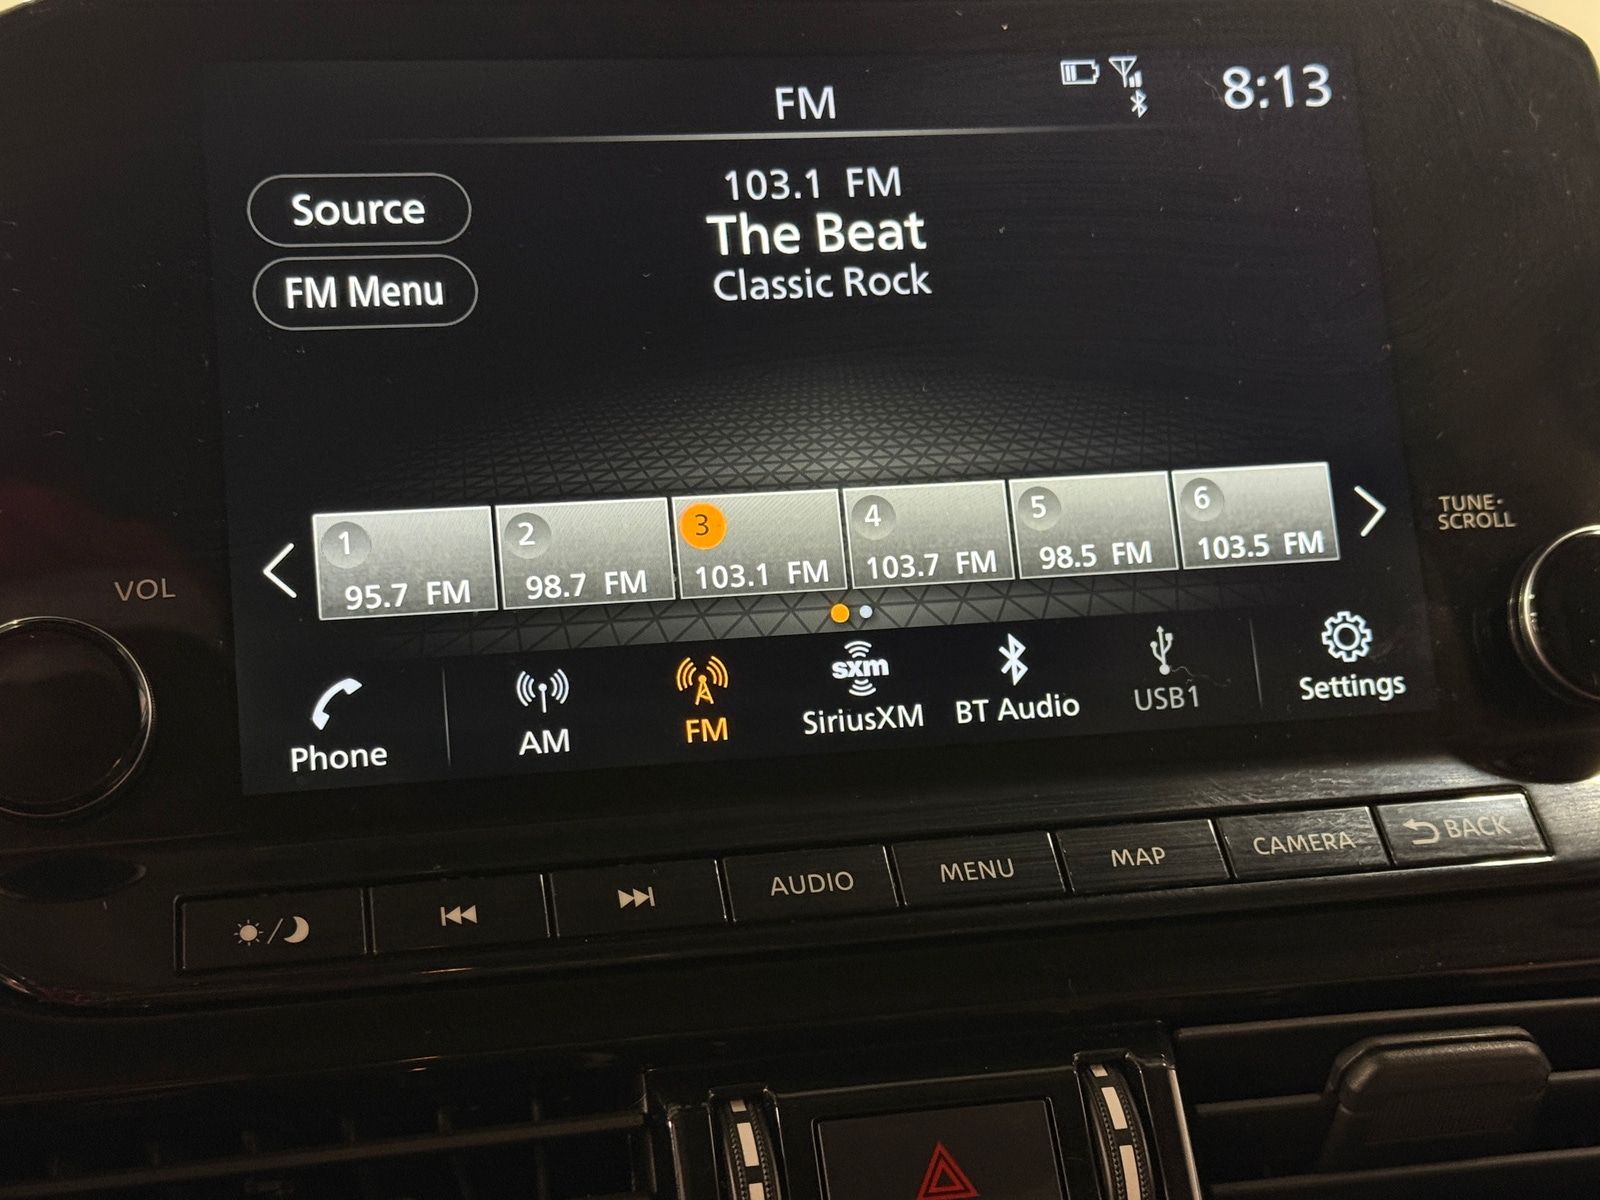 FM
8:13
Source
FM Menu
103.1 FM
The Beat
Classic Rock
1
95.7 FM
2
98.7 FM
3
103.1 FM
4
103.7 FM
5
98.5 FM
6
103.5 FM
VOL
TUNE·
SCROLL
Phone
AM
FM
sxm
SiriusXM
BT Audio
USB1
Settings
AUDIO
MENU
MAP
CAMERA
BACK